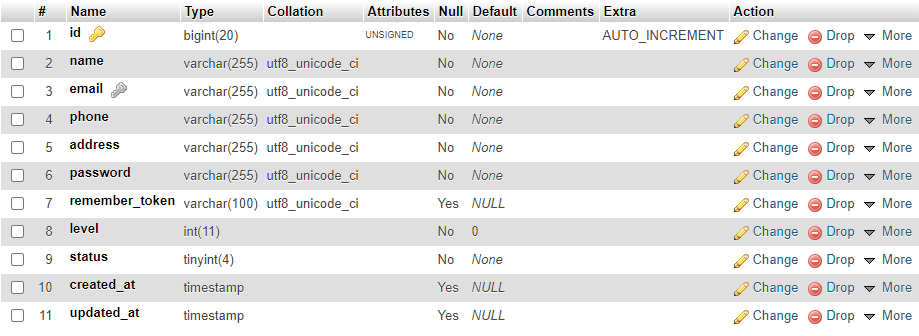 # Name Type Collation Attributes Null Default Comments Extra Action
1 id bigint(20) UNSIGNED No None AUTO_INCREMENT Change Drop More
2 name varchar(255) utf8_unicode_ci No None Change Drop More
3 email varchar(255) utf8_unicode_ci No None Change Drop More
4 phone varchar(255) utf8_unicode_ci No None Change Drop More
5 address varchar(255) utf8_unicode_ci No None Change Drop More
6 password varchar(255) utf8_unicode_ci No None Change Drop More
7 remember_token varchar(100) utf8_unicode_ci Yes NULL Change Drop More
8 level int(11) No 0 Change Drop More
9 status tinyint(4) No None Change Drop More
10 created_at timestamp Yes NULL Change Drop More
11 updated_at timestamp Yes NULL Change Drop More